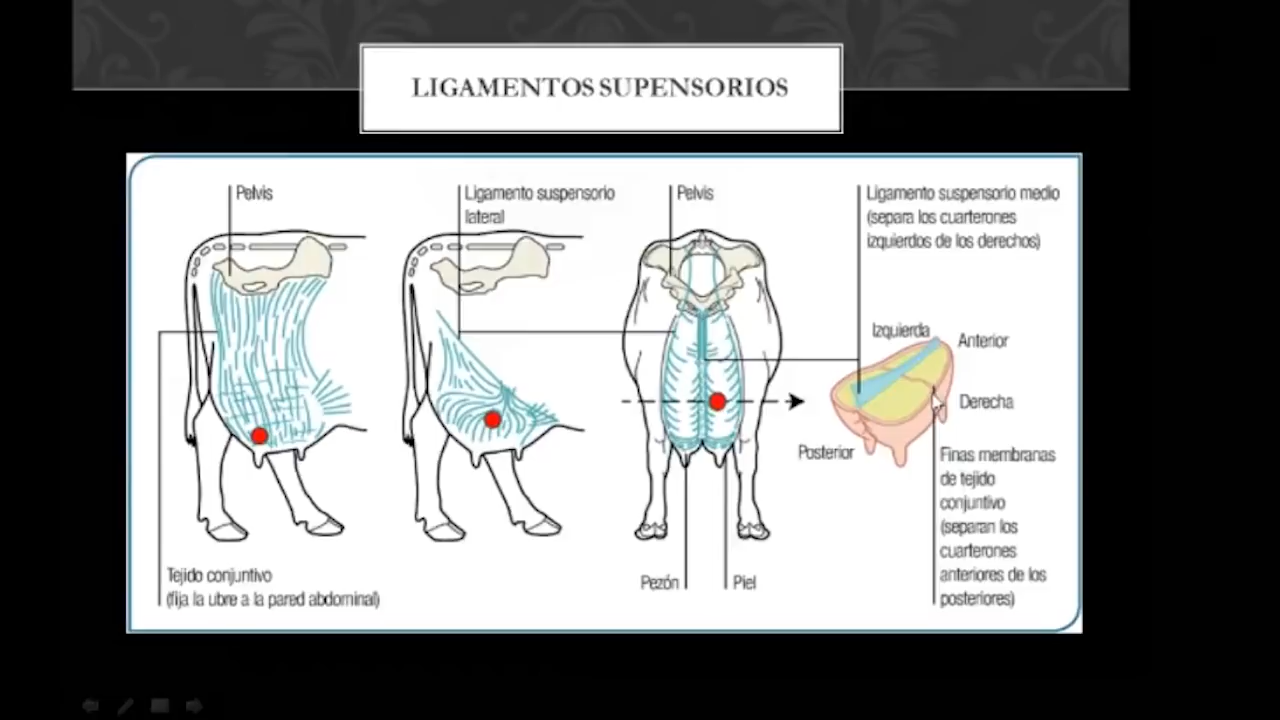 LIGAMENTOS SUPENSORIOS
Pelvis
Ligamento suspensorio
lateral
Pelvis
Ligamento suspensorio medio
(separa los cuarterones
izquierdos de los derechos)
Izquierda
Anterior
Derecha
Posterior
Finas membranas
de tejido
conjuntivo
(separan los
cuarterones
anteriores de los
posteriores)
Tejido conjuntivo
(fija la ubre a la pared abdominal)
Pezón
Piel